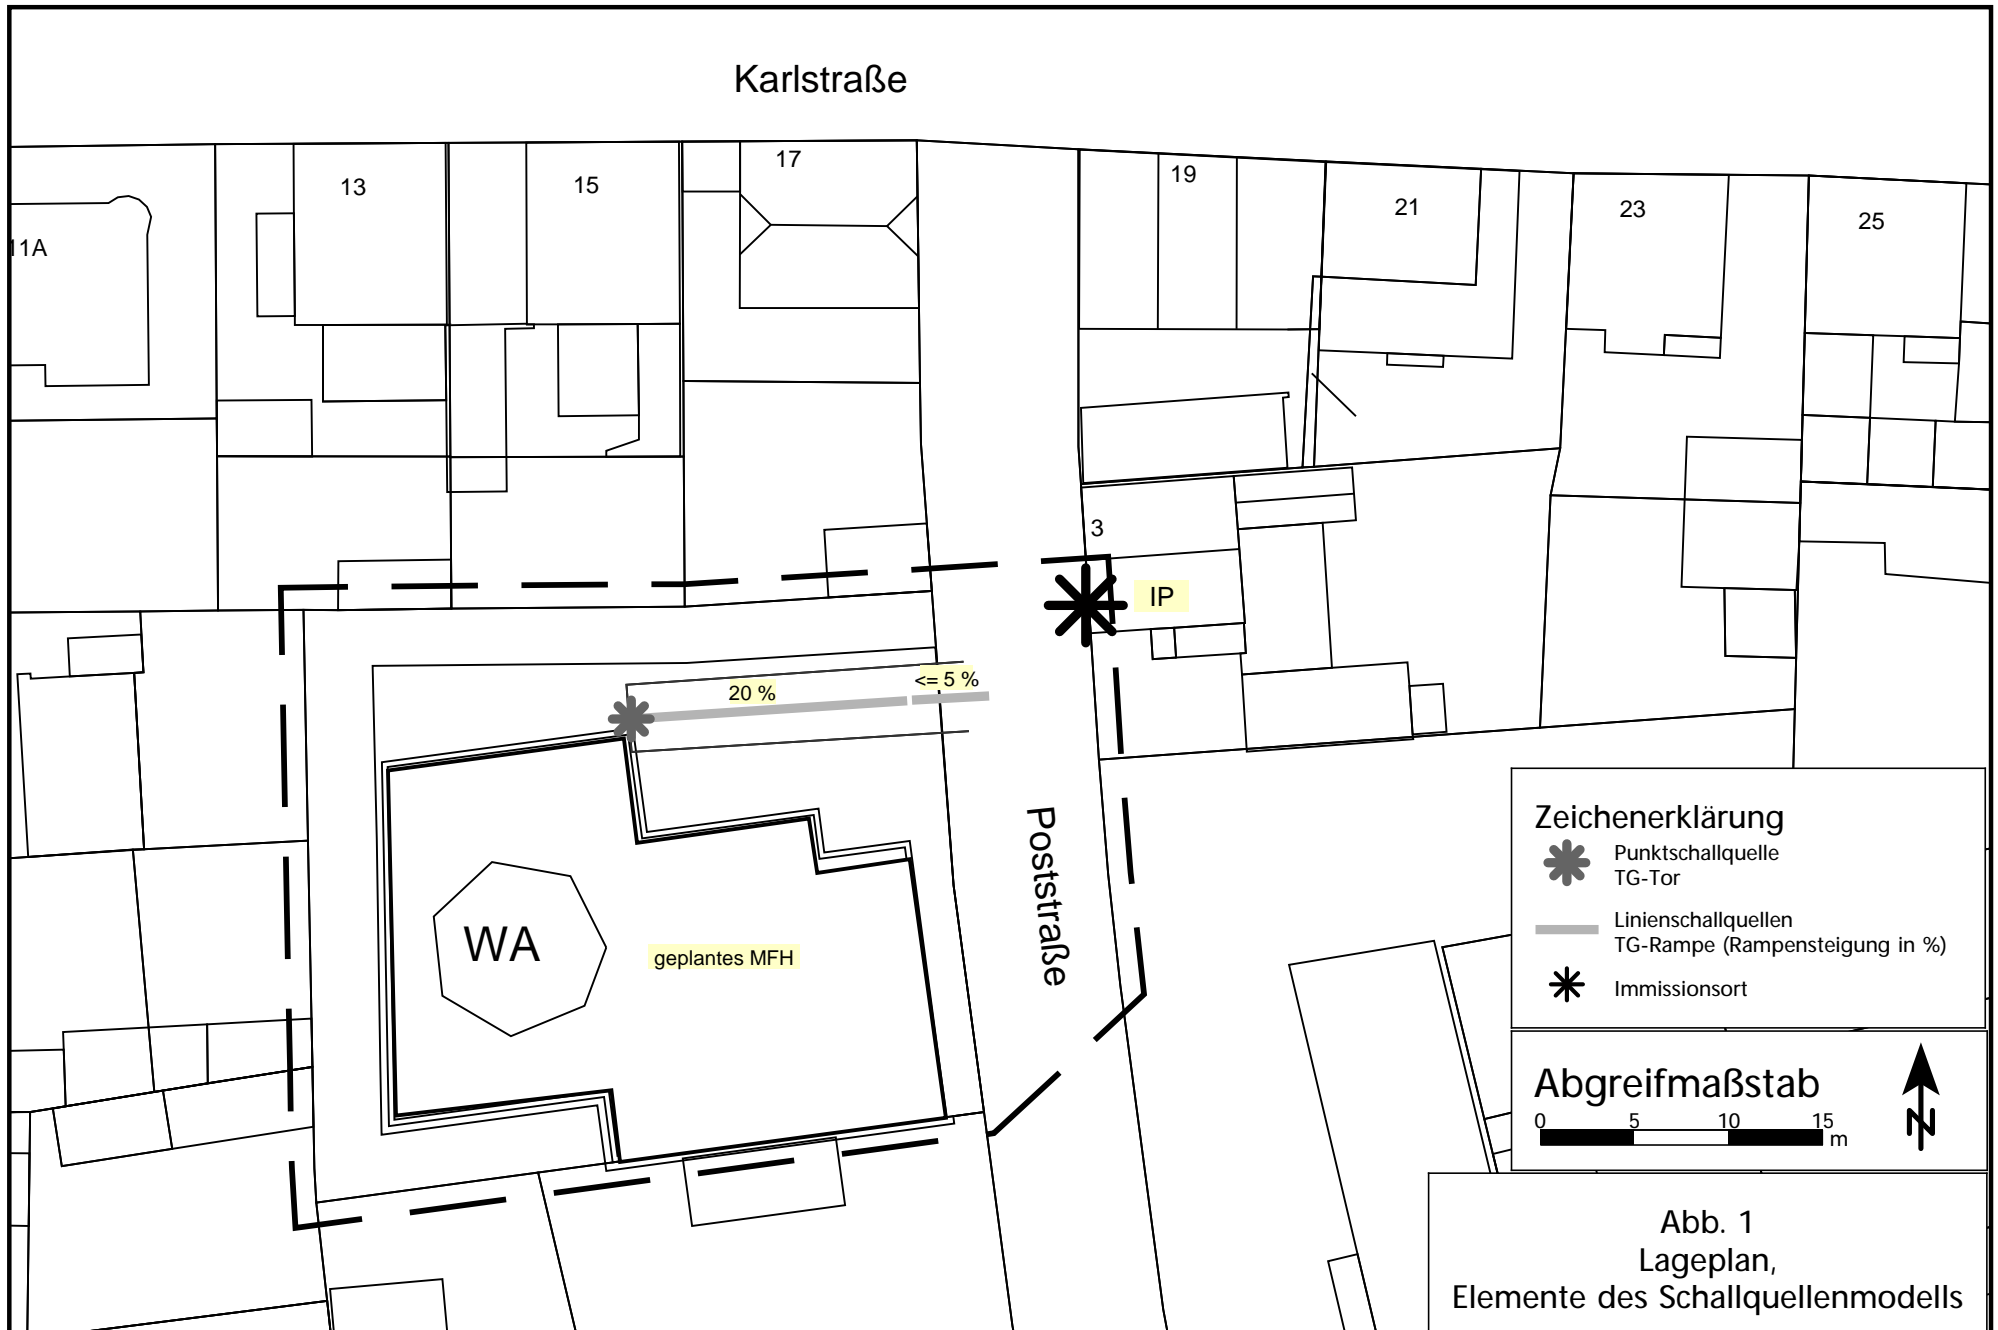 Karlstraße
17
13
15
19
21
23
25
11A
3
IP
<= 5 %
20 %
Poststraße
WA
geplantes MFH
Zeichenerklärung
Punktschallquelle
TG-Tor
Linienschallquellen
TG-Rampe (Rampensteigung in %)
Immissionsort
Abgreifmaßstab
0 5 10 15
m
N
Abb. 1
Lageplan,
Elemente des Schallquellenmodells